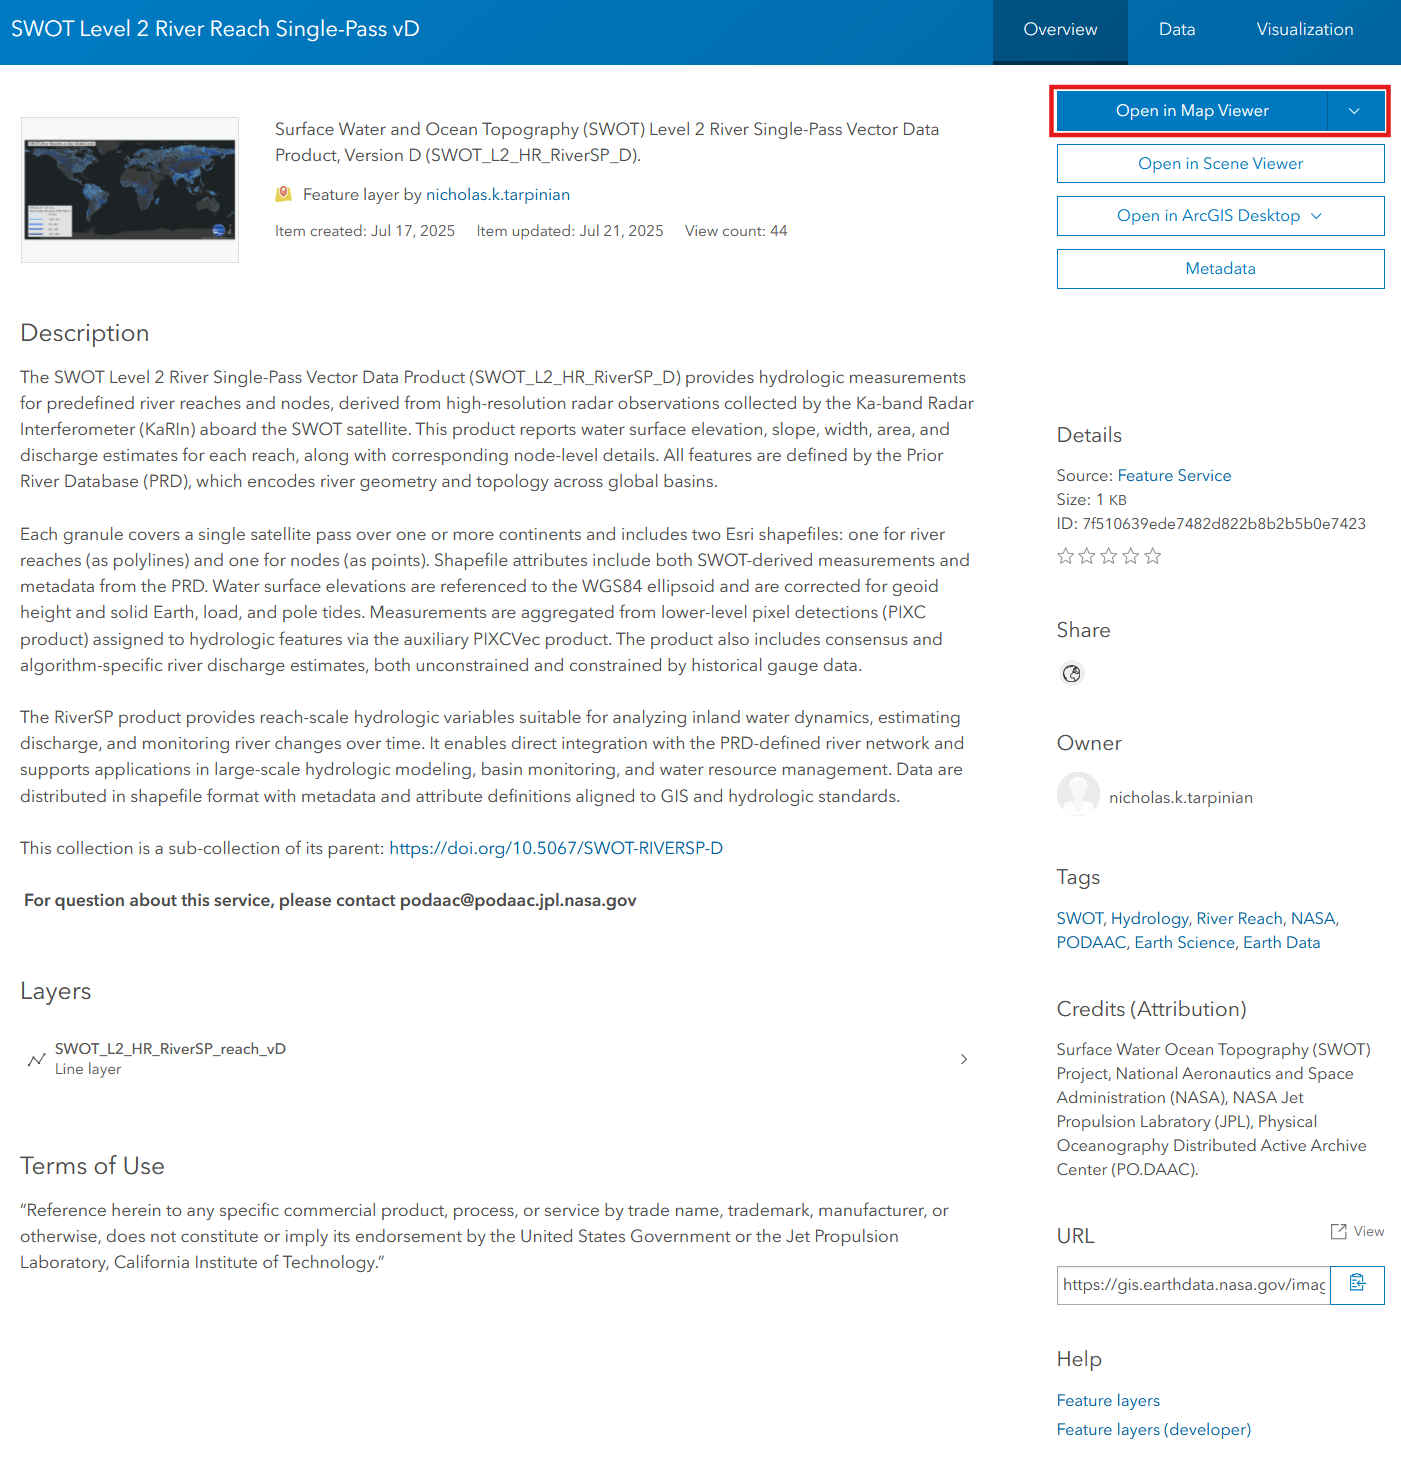 SWOT Level 2 River Reach Single-Pass vD
Overview
Data
Visualization
Open in Map Viewer
Open in Scene Viewer
Open in ArcGIS Desktop
Metadata
Surface Water and Ocean Topography (SWOT) Level 2 River Single-Pass Vector Data
Product, Version D (SWOT_L2_HR_RiverSP_D).
Feature layer by nicholas.k.tarpinian
Item created: Jul 17, 2025 Item updated: Jul 21, 2025 View count: 44
Description
The SWOT Level 2 River Single-Pass Vector Data Product (SWOT_L2_HR_RiverSP_D) provides hydrologic measurements
for predefined river reaches and nodes, derived from high-resolution radar observations collected by the Ka-band Radar
Interferometer (KaRIn) aboard the SWOT satellite. This product reports water surface elevation, slope, width, area, and
discharge estimates for each reach, along with corresponding node-level details. All features are defined by the Prior
River Database (PRD), which encodes river geometry and topology across global basins.
Each granule covers a single satellite pass over one or more continents and includes two Esri shapefiles: one for river
reaches (as polylines) and one for nodes (as points). Shapefile attributes include both SWOT-derived measurements and
metadata from the PRD. Water surface elevations are referenced to the WGS84 ellipsoid and are corrected for geoid
height and solid Earth, load, and pole tides. Measurements are aggregated from lower-level pixel detections (PIXC
product) assigned to hydrologic features via the auxiliary PIXCVec product. The product also includes consensus and
algorithm-specific river discharge estimates, both unconstrained and constrained by historical gauge data.
The RiverSP product provides reach-scale hydrologic variables suitable for analyzing inland water dynamics, estimating
discharge, and monitoring river changes over time. It enables direct integration with the PRD-defined river network and
supports applications in large-scale hydrologic modeling, basin monitoring, and water resource management. Data are
distributed in shapefile format with metadata and attribute definitions aligned to GIS and hydrologic standards.
This collection is a sub-collection of its parent: https://doi.org/10.5067/SWOT-RIVERSP-D
For question about this service, please contact podaac@podaac.jpl.nasa.gov
Layers
SWOT_L2_HR_RiverSP_reach_vD
Line layer
Terms of Use
“Reference herein to any specific commercial product, process, or service by trade name, trademark, manufacturer, or
otherwise, does not constitute or imply its endorsement by the United States Government or the Jet Propulsion
Laboratory, California Institute of Technology.”
Details
Source: Feature Service
Size: 1 KB
ID: 7f510639ede7482d822b8b2b5b0e7423
Share
Owner
nicholas.k.tarpinian
Tags
SWOT, Hydrology, River Reach, NASA,
PODAAC, Earth Science, Earth Data
Credits (Attribution)
Surface Water Ocean Topography (SWOT)
Project, National Aeronautics and Space
Administration (NASA), NASA Jet
Propulsion Labratory (JPL), Physical
Oceanography Distributed Active Archive
Center (PO.DAAC).
URL
View
https://gis.earthdata.nasa.gov/imag
Help
Feature layers
Feature layers (developer)